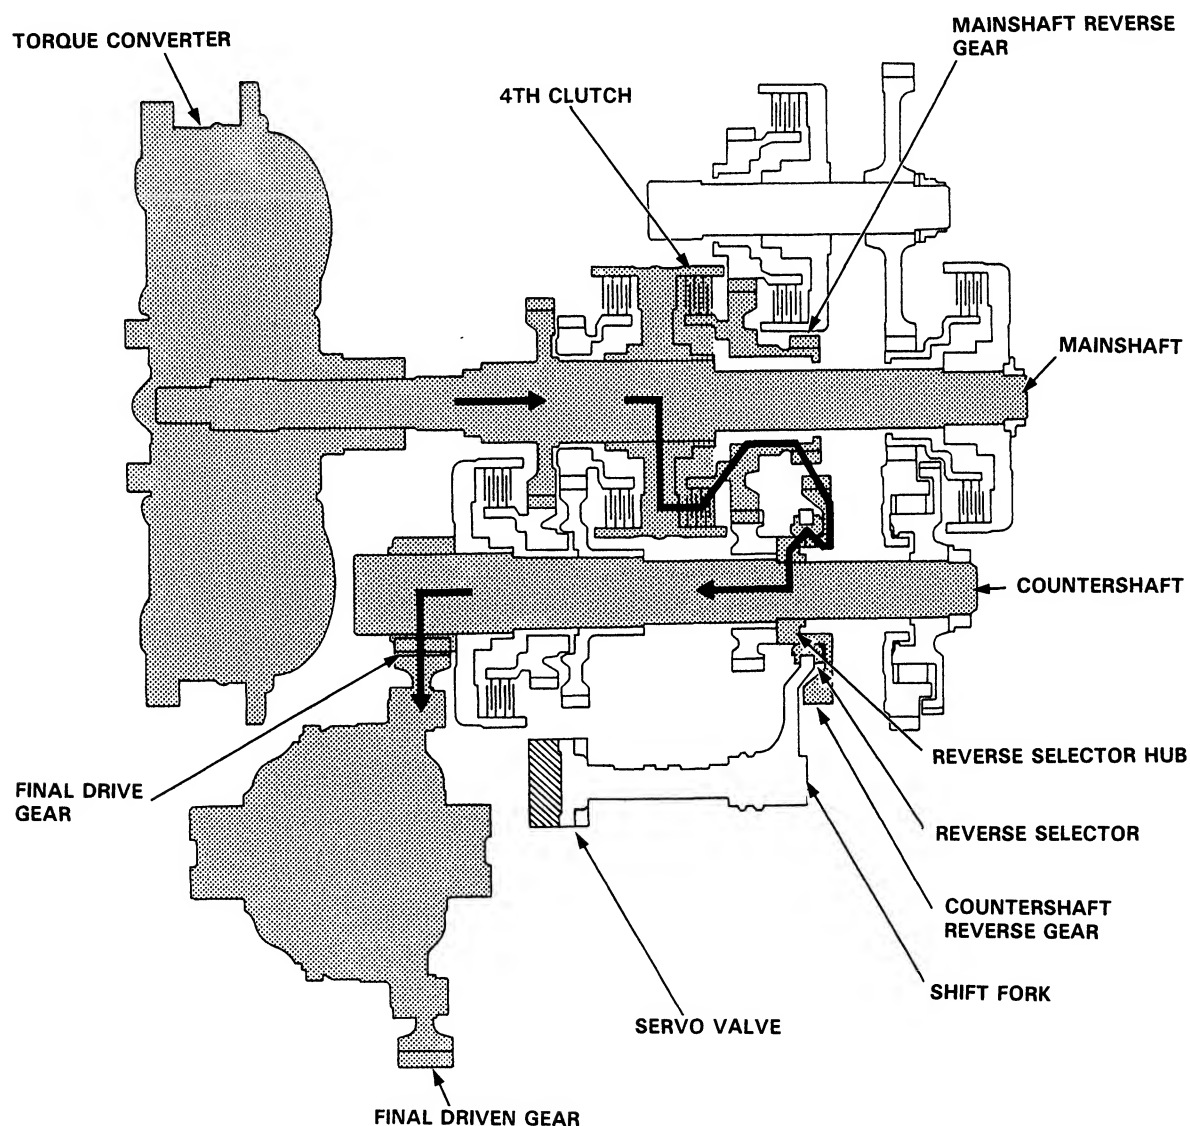 MAINSHAFT REVERSE
GEAR
TORQUE CONVERTER
4TH CLUTCH
MAINSHAFT
COUNTERSHAFT
REVERSE SELECTOR HUB
FINAL DRIVE
GEAR
REVERSE SELECTOR
COUNTERSHAFT
REVERSE GEAR
SHIFT FORK
SERVO VALVE
FINAL DRIVEN GEAR